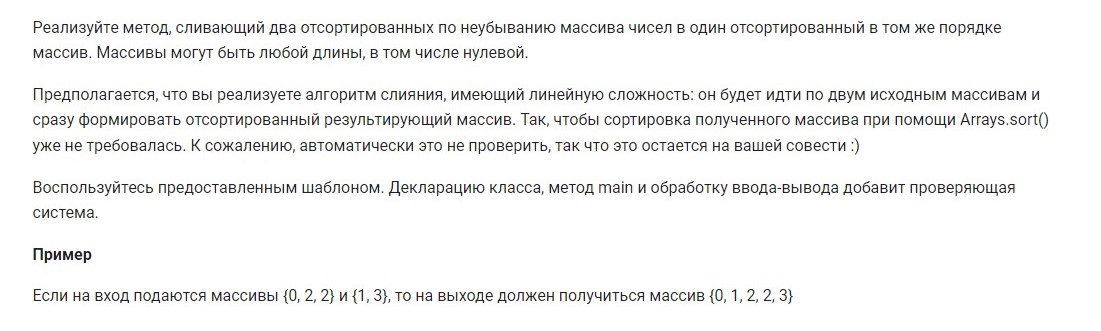 Реализуйте метод, сливающий два отсортированных по неубыванию массива чисел в один отсортированный в том же порядке
массив. Массивы могут быть любой длины, в том числе нулевой.
Предполагается, что вы реализуете алгоритм слияния, имеющий линейную сложность: он будет идти по двум исходным массивам и
сразу формировать отсортированный результирующий массив. Так, чтобы сортировка полученного массива при помощи Arrays.sort()
уже не требовалась. К сожалению, автоматически это не проверить, так что это остается на вашей совести :)
Воспользуйтесь предоставленным шаблоном. Декларацию класса, метод main и обработку ввода-вывода добавит проверяющая
система.
Пример
Если на вход подаются массивы {0, 2, 2} и {1, 3}, то на выходе должен получиться массив {0, 1, 2, 2, 3}